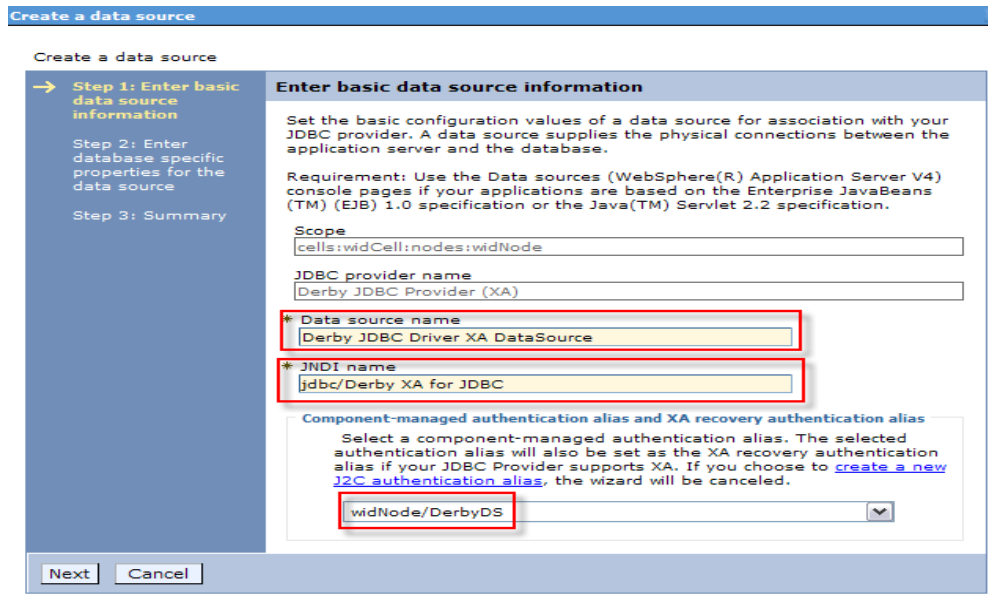 Create a data source
Create a data source
Step 1: Enter basic
data source
information
Step 2: Enter
database specific
properties for the
data source
Step 3: Summary
Enter basic data source information
Set the basic configuration values of a data source for association with your
JDBC provider. A data source supplies the physical connections between the
application server and the database.
Requirement: Use the Data sources (WebSphere(R) Application Server V4)
console pages if your applications are based on the Enterprise JavaBeans
(TM) (EJB) 1.0 specification or the Java(TM) Servlet 2.2 specification.
Scope
cells:widCell:nodes:widNode
JDBC provider name
Derby JDBC Provider (XA)
* Data source name
Derby JDBC Driver XA DataSource
* JNDI name
jdbc/Derby XA for JDBC
Component-managed authentication alias and XA recovery authentication alias
Select a component-managed authentication alias. The selected
authentication alias will also be set as the XA recovery authentication
alias if your JDBC Provider supports XA. If you choose to create a new
J2C authentication alias, the wizard will be canceled.
widNode/DerbyDS
Next Cancel